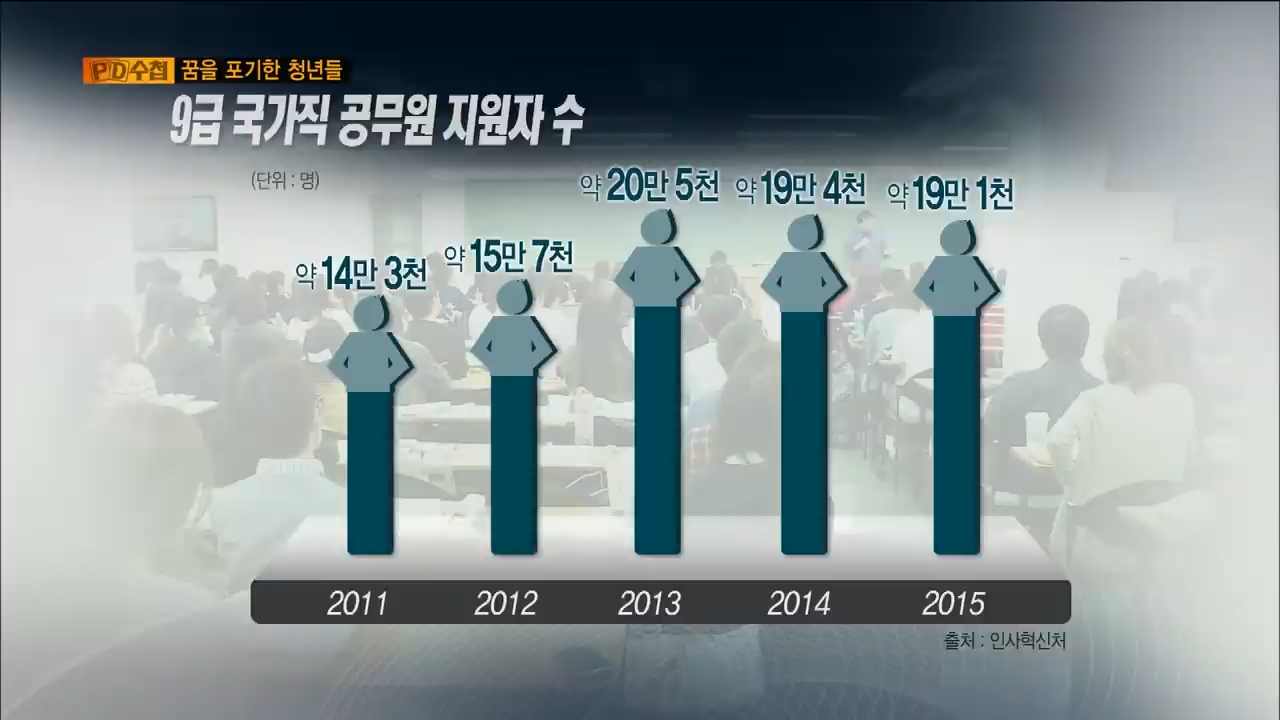 PD수첩 꿈을 포기한 청년들
9급 국가직 공무원 지원자 수
(단위 : 명)
약 14만 3천
약 15만 7천
약 20만 5천
약 19만 4천
약 19만 1천
2011 2012 2013 2014 2015
출처 : 인사혁신처